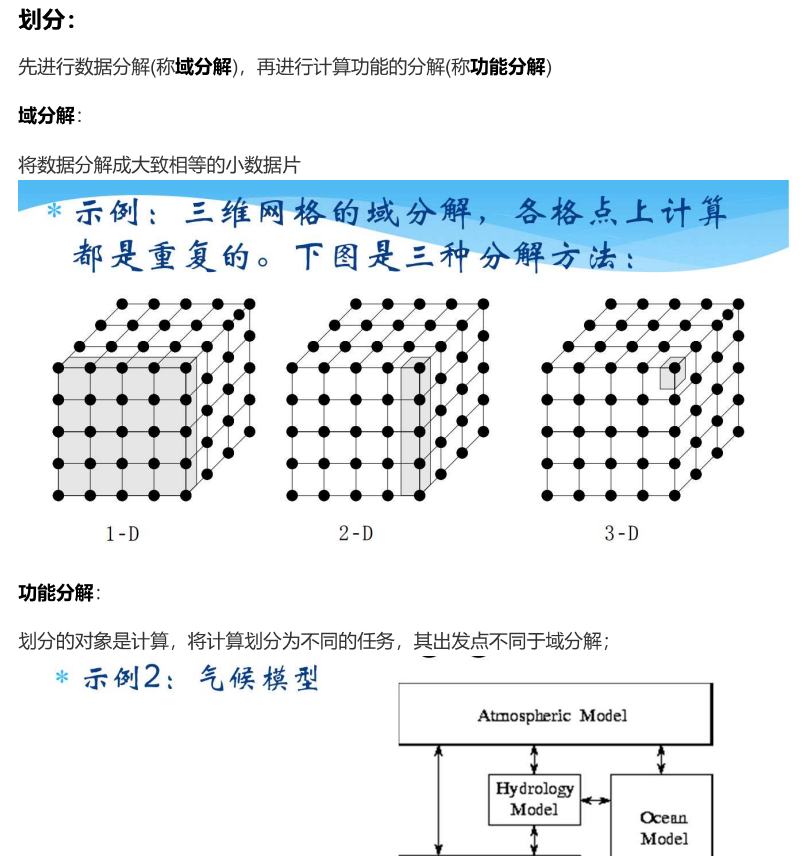 划分：
先进行数据分解(称域分解)，再进行计算功能的分解(称功能分解)
域分解：
将数据分解成大致相等的小数据片
* 示例：三维网格的域分解，各格点上计算
都是重复的。下图是三种分解方法：
1-D
2-D
3-D
功能分解：
划分的对象是计算，将计算划分为不同的任务，其出发点不同于域分解；
* 示例2：气候模型
Atmospheric Model
Hydrology
Model
Ocean
Model